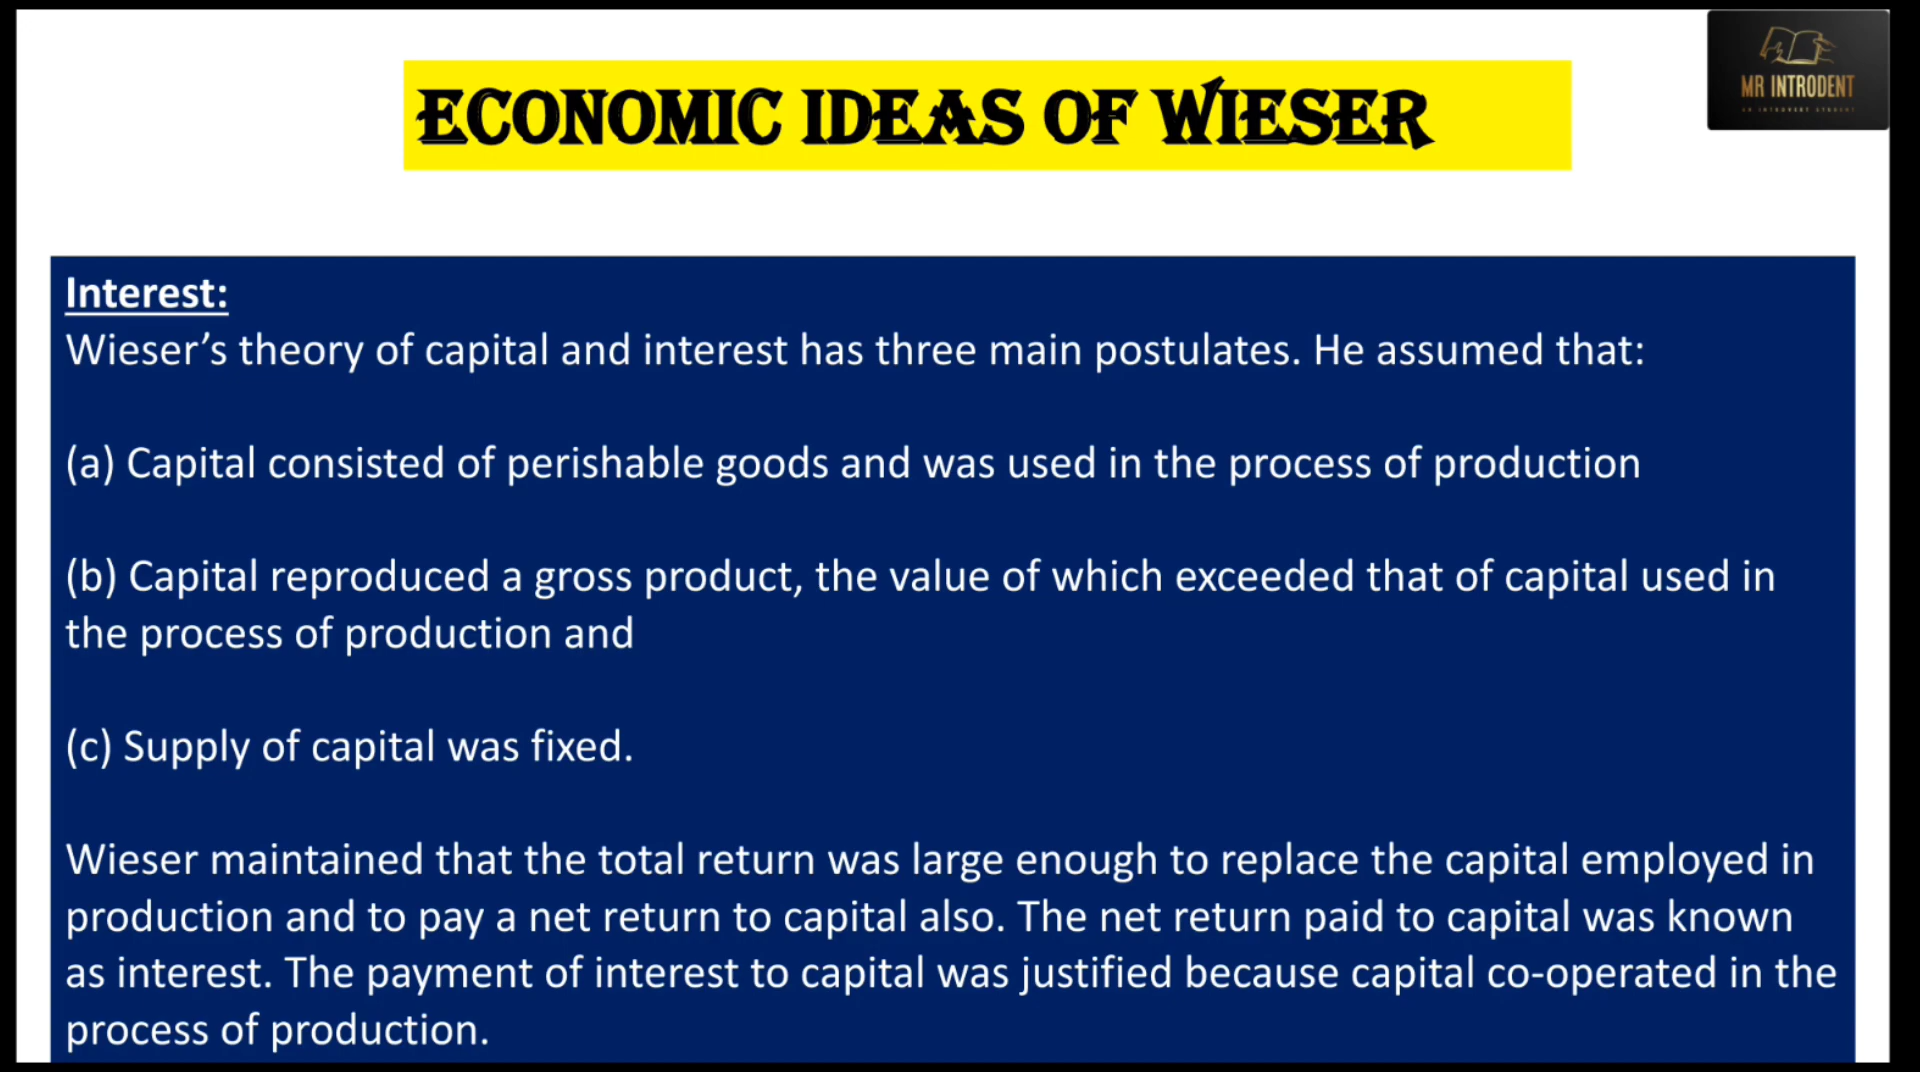 ECONOMIC IDEAS OF WIESER
MR INTRODENT
Interest:
Wieser’s theory of capital and interest has three main postulates. He assumed that:
(a) Capital consisted of perishable goods and was used in the process of production
(b) Capital reproduced a gross product, the value of which exceeded that of capital used in
the process of production and
(c) Supply of capital was fixed.
Wieser maintained that the total return was large enough to replace the capital employed in
production and to pay a net return to capital also. The net return paid to capital was known
as interest. The payment of interest to capital was justified because capital co-operated in the
process of production.